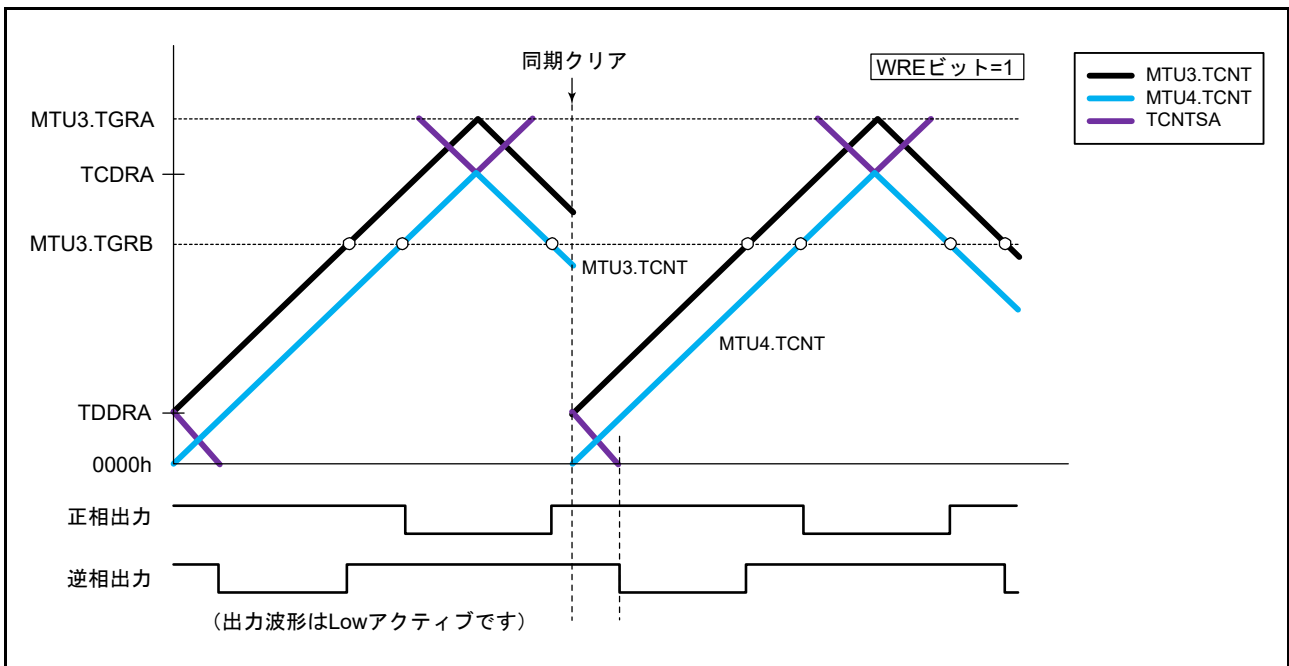 同期クリア
WREビット=1
MTU3.TCNT
MTU4.TCNT
TCNTSA
MTU3.TGRA
TCDRA
MTU3.TGRB
MTU3.TCNT
MTU4.TCNT
TDDRA
0000h
正相出力
逆相出力
（出力波形はLowアクティブです）